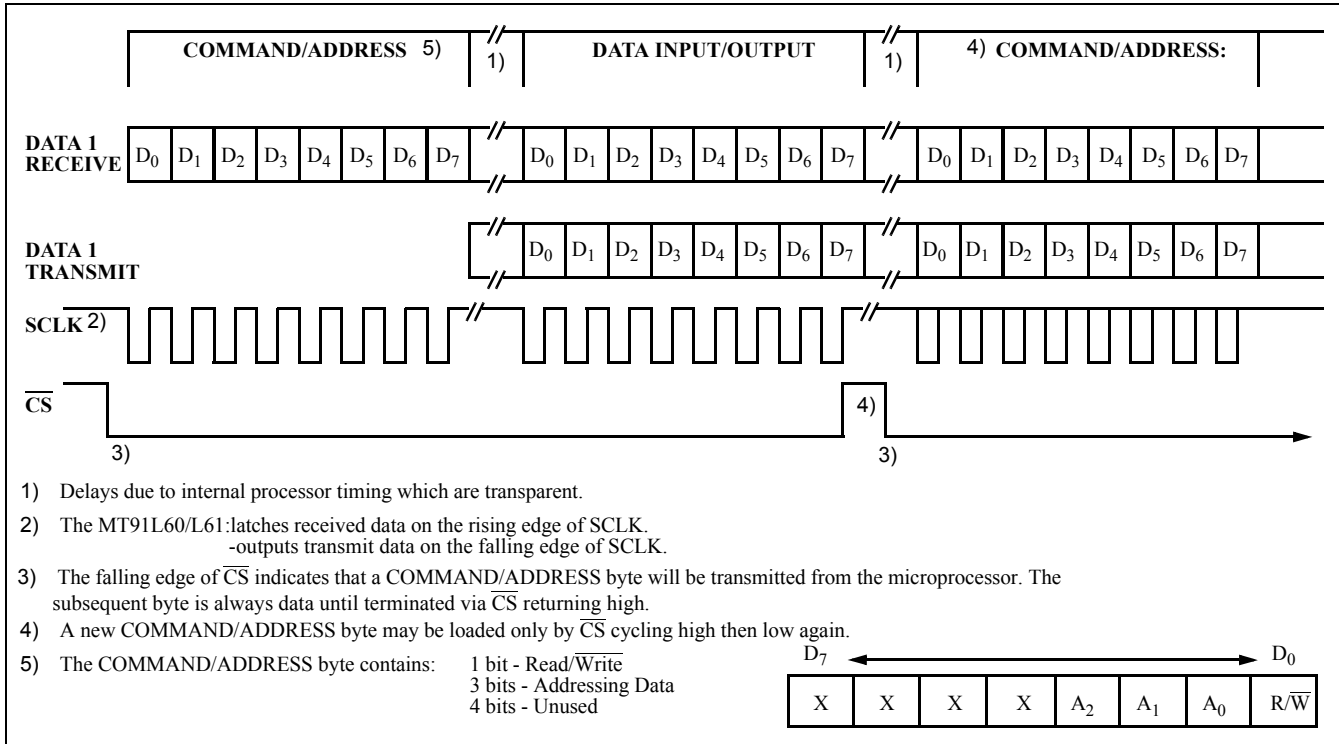 COMMAND/ADDRESS 5) // 1) DATA INPUT/OUTPUT // 1) 4) COMMAND/ADDRESS:
DATA 1
RECEIVE D0 D1 D2 D3 D4 D5 D6 D7 D0 D1 D2 D3 D4 D5 D6 D7 D0 D1 D2 D3 D4 D5 D6 D7
DATA 1
TRANSMIT D0 D1 D2 D3 D4 D5 D6 D7 D0 D1 D2 D3 D4 D5 D6 D7
SCLK 2)
CS 4)
3) 3)
1) Delays due to internal processor timing which are transparent.
2) The MT91L60/L61:latches received data on the rising edge of SCLK.
-outputs transmit data on the falling edge of SCLK.
3) The falling edge of CS indicates that a COMMAND/ADDRESS byte will be transmitted from the microprocessor. The
subsequent byte is always data until terminated via CS returning high.
4) A new COMMAND/ADDRESS byte may be loaded only by CS cycling high then low again.
5) The COMMAND/ADDRESS byte contains: 1 bit - Read/Write
3 bits - Addressing Data
4 bits - Unused
D7 D0
X X X X A2 A1 A0 R/W